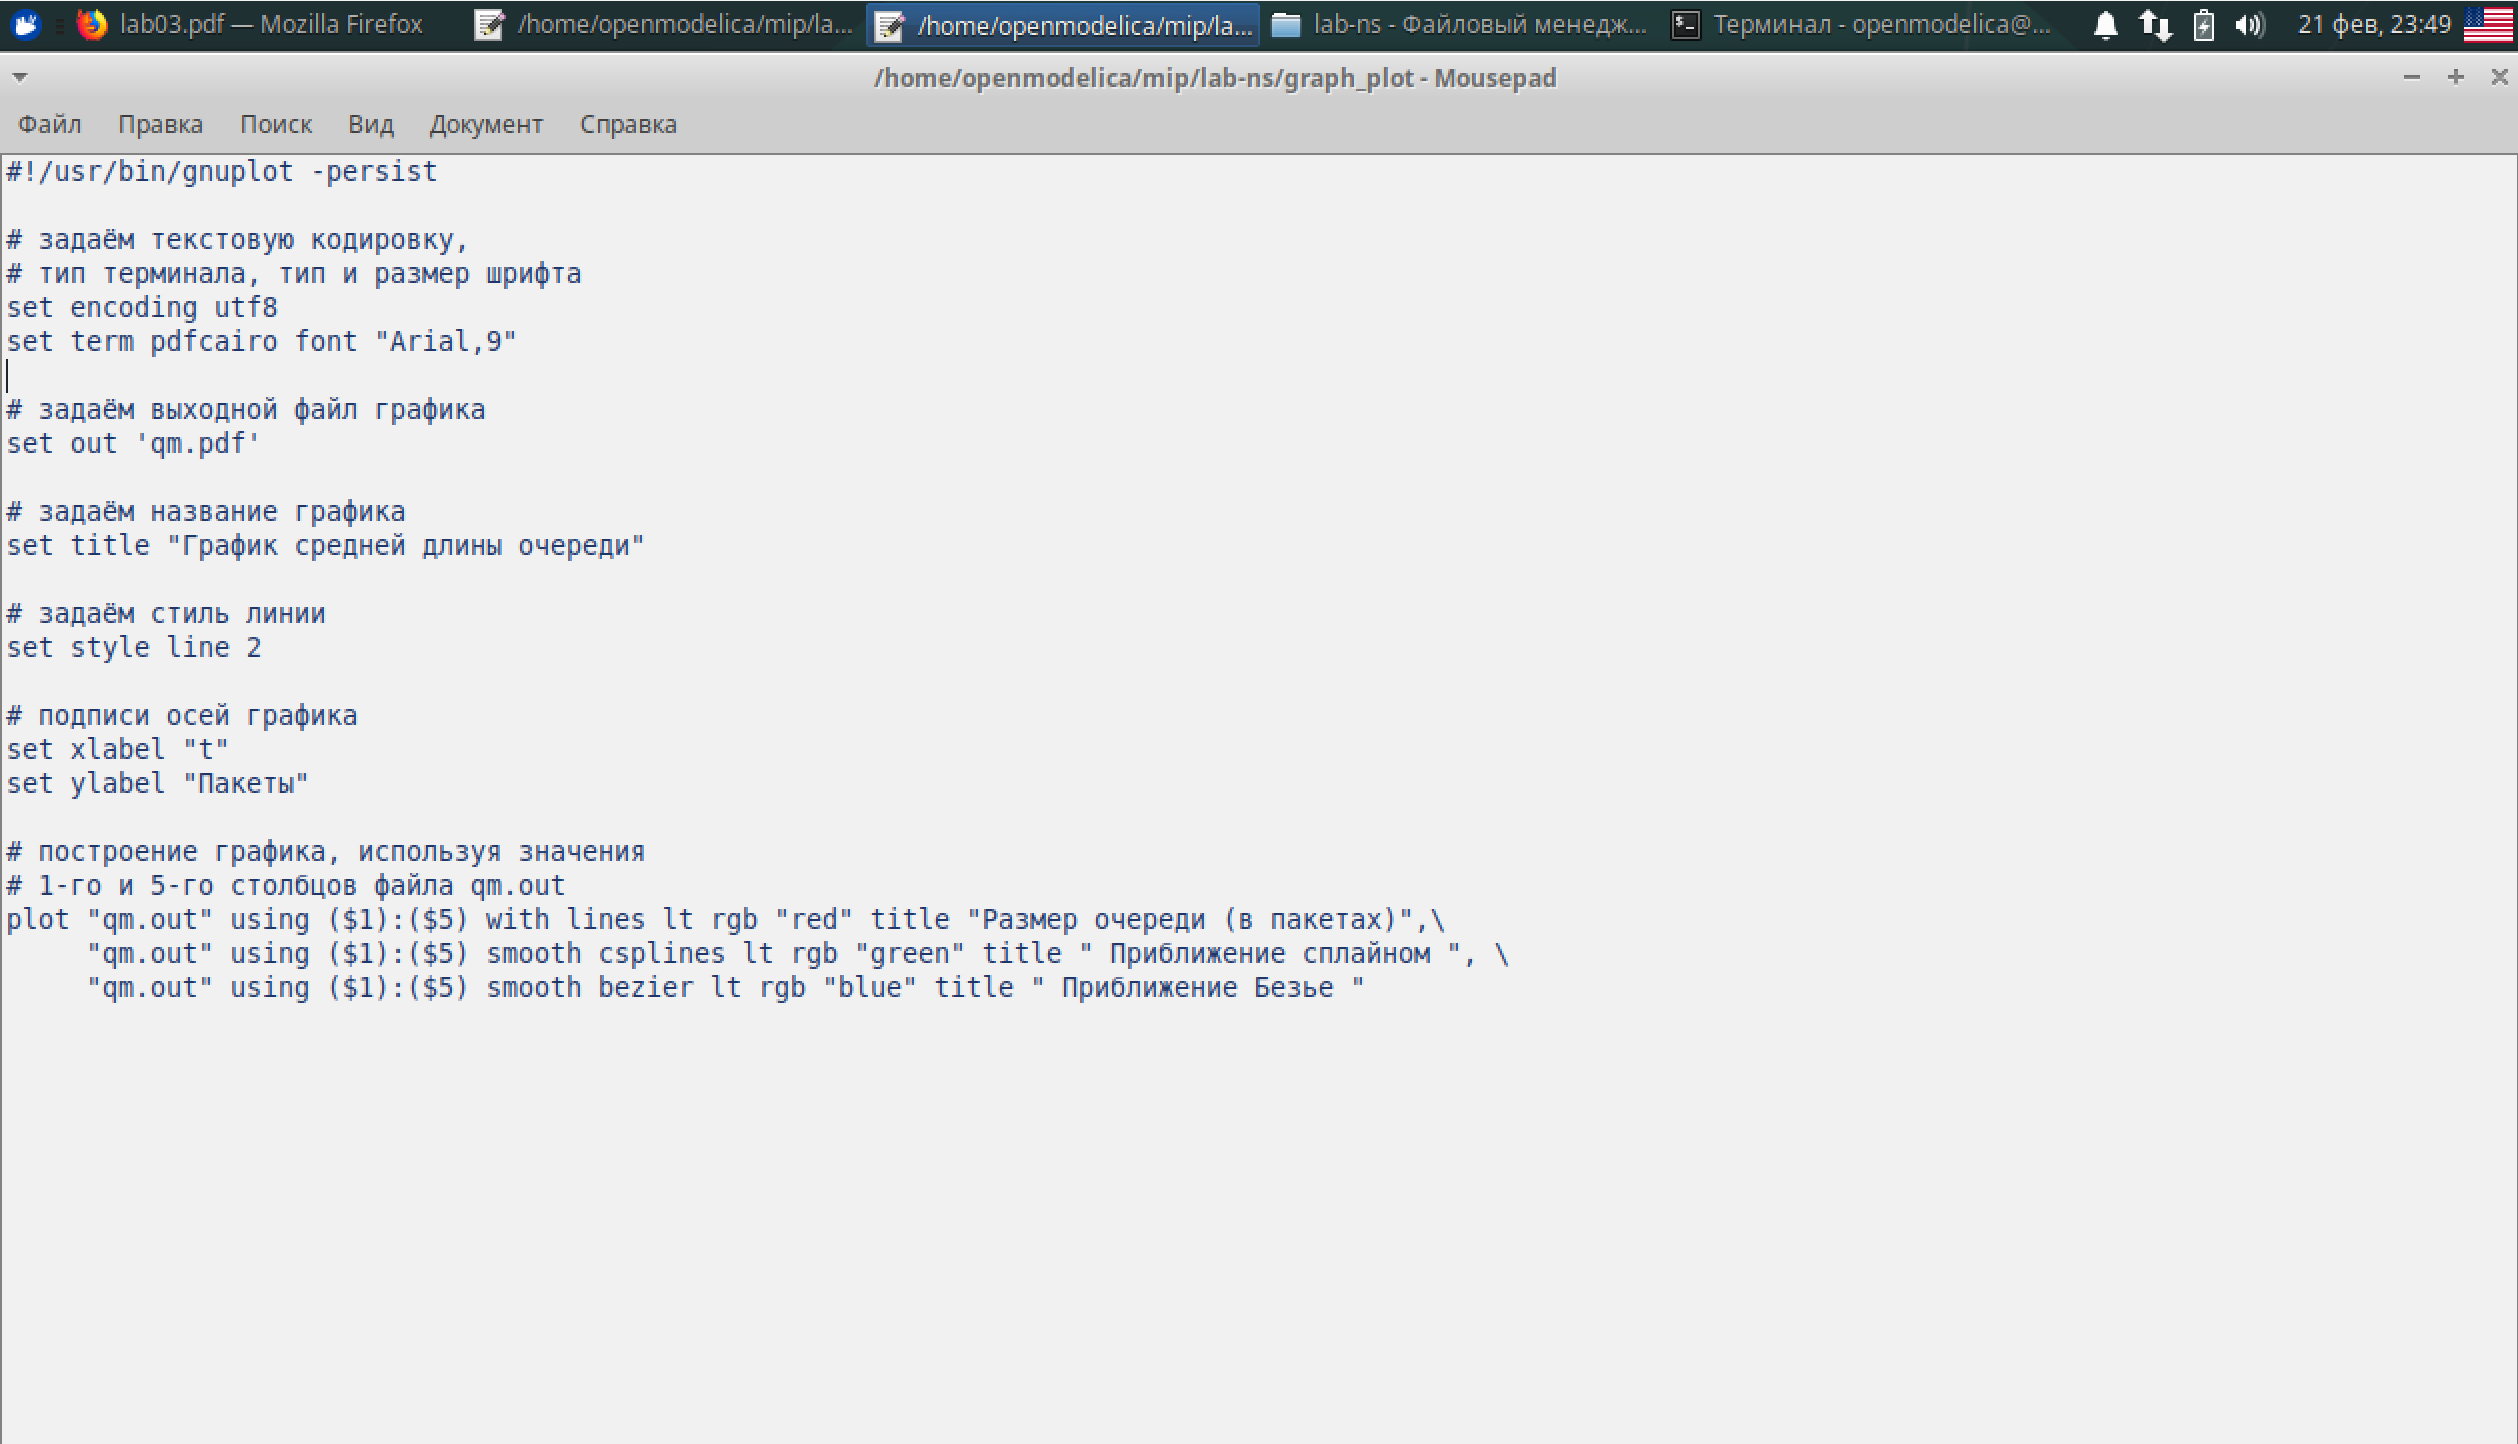 lab03.pdf — Mozilla Firefox
/home/openmodelica/mip/la...
/home/openmodelica/mip/la...
lab-ns - Файловый менедж...
Терминал - openmodelica@...
21 фев, 23:49
/home/openmodelica/mip/lab-ns/graph_plot - Mousepad
Файл Правка Поиск Вид Документ Справка
#!/usr/bin/gnuplot -persist
# задаём текстовую кодировку,
# тип терминала, тип и размер шрифта
set encoding utf8
set term pdfcairo font "Arial,9"
# задаём выходной файл графика
set out 'qm.pdf'
# задаём название графика
set title "График средней длины очереди"
# задаём стиль линии
set style line 2
# подписи осей графика
set xlabel "t"
set ylabel "Пакеты"
# построение графика, используя значения
# 1-го и 5-го столбцов файла qm.out
plot "qm.out" using ($1):($5) with lines lt rgb "red" title "Размер очереди (в пакетах)",\
"qm.out" using ($1):($5) smooth csplines lt rgb "green" title " Приближение сплайном ", \
"qm.out" using ($1):($5) smooth bezier lt rgb "blue" title " Приближение Безье "